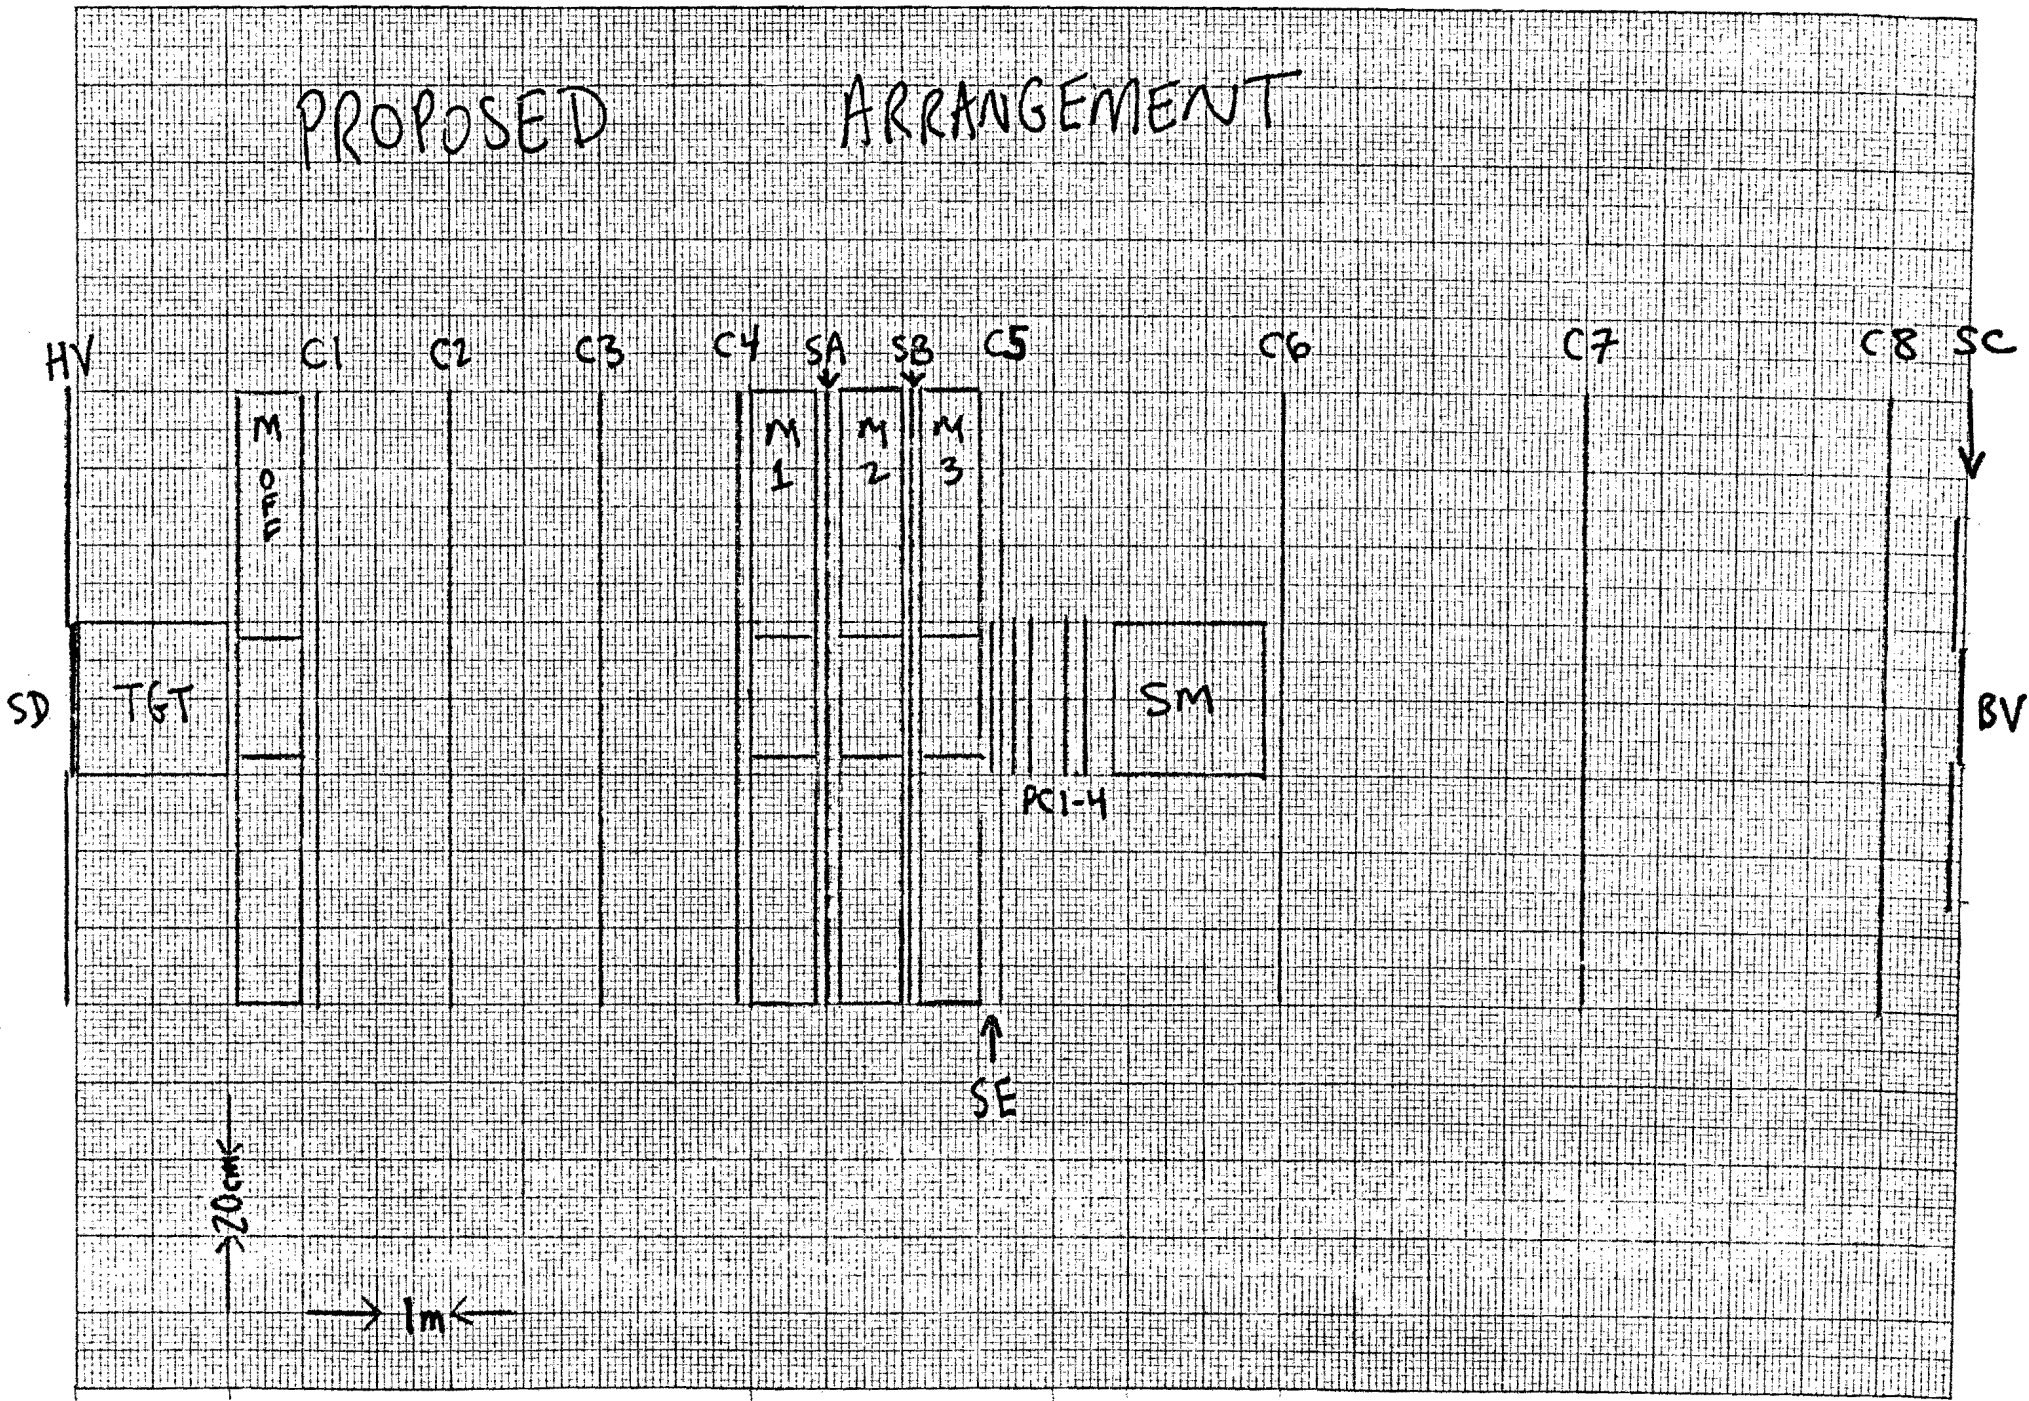 PROPOSED ARRANGEMENT
HV C1 C2 C3 C4 SA SB C5 C6 C7 C8 SC
M OFF
M 1
M 2
M 3
SD TGT SM BV
PC1-4
SE
20cm
1m